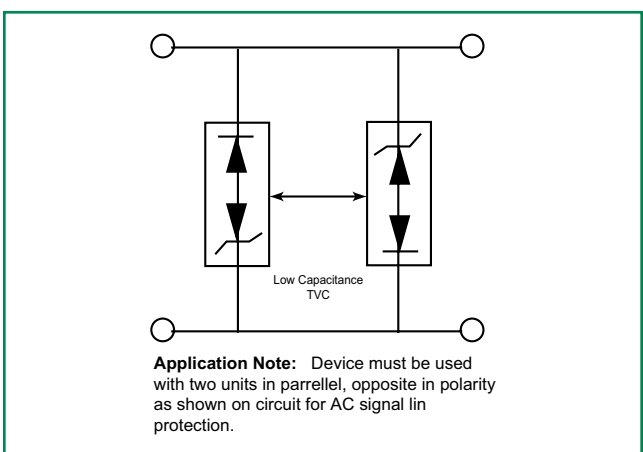 Low Capacitance
TVC
Application Note: Device must be used
with two units in parrellel, opposite in polarity
as shown on circuit for AC signal lin
protection.